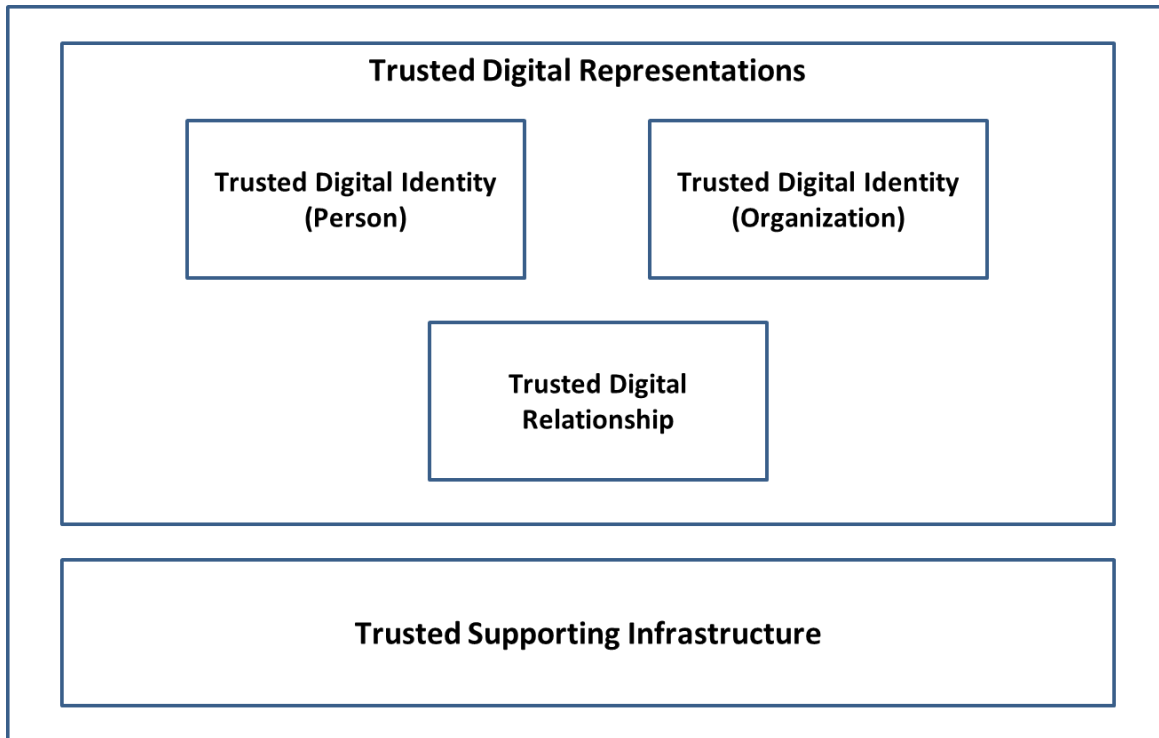 Trusted Digital Representations
Trusted Digital Identity
(Person)
Trusted Digital Identity
(Organization)
Trusted Digital
Relationship
Trusted Supporting Infrastructure